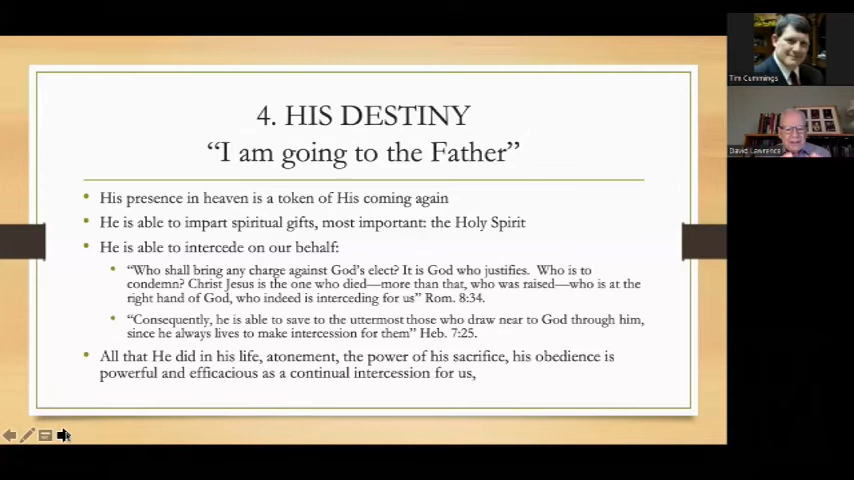 4. HIS DESTINY
“I am going to the Father”
• His presence in heaven is a token of His coming again
• He is able to impart spiritual gifts, most important: the Holy Spirit
• He is able to intercede on our behalf:
• “Who shall bring any charge against God’s elect? It is God who justifies.  Who is to
condemn? Christ Jesus is the one who died—more than that, who was raised—who is at the
right hand of God, who indeed is interceding for us” Rom. 8:34.
• “Consequently, he is able to save to the uttermost those who draw near to God through him,
since he always lives to make intercession for them” Heb. 7:25.
• All that He did in his life, atonement, the power of his sacrifice, his obedience is
powerful and efficacious as a continual intercession for us,
Tim Cummings
David Lawrence